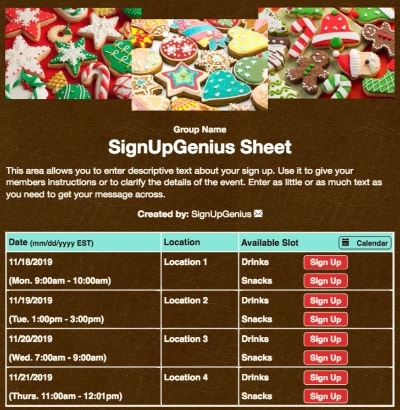 Group Name
SignUpGenius Sheet
This area allows you to enter descriptive text about your sign up. Use it to give your
members instructions or to clarify the details of the event. Enter as little or as much text as
you need to get your message across.
Created by: SignUpGenius
Date (mm/dd/yyyy EST) Location Available Slot Calendar
11/18/2019 Location 1 Drinks Sign Up
(Mon. 9:00am - 10:00am) Snacks Sign Up
11/19/2019 Location 2 Drinks Sign Up
(Tue. 1:00pm - 3:00pm) Snacks Sign Up
11/20/2019 Location 3 Drinks Sign Up
(Wed. 7:00am - 9:00am) Snacks Sign Up
11/21/2019 Location 4 Drinks Sign Up
(Thurs. 11:00am - 12:01pm) Snacks Sign Up